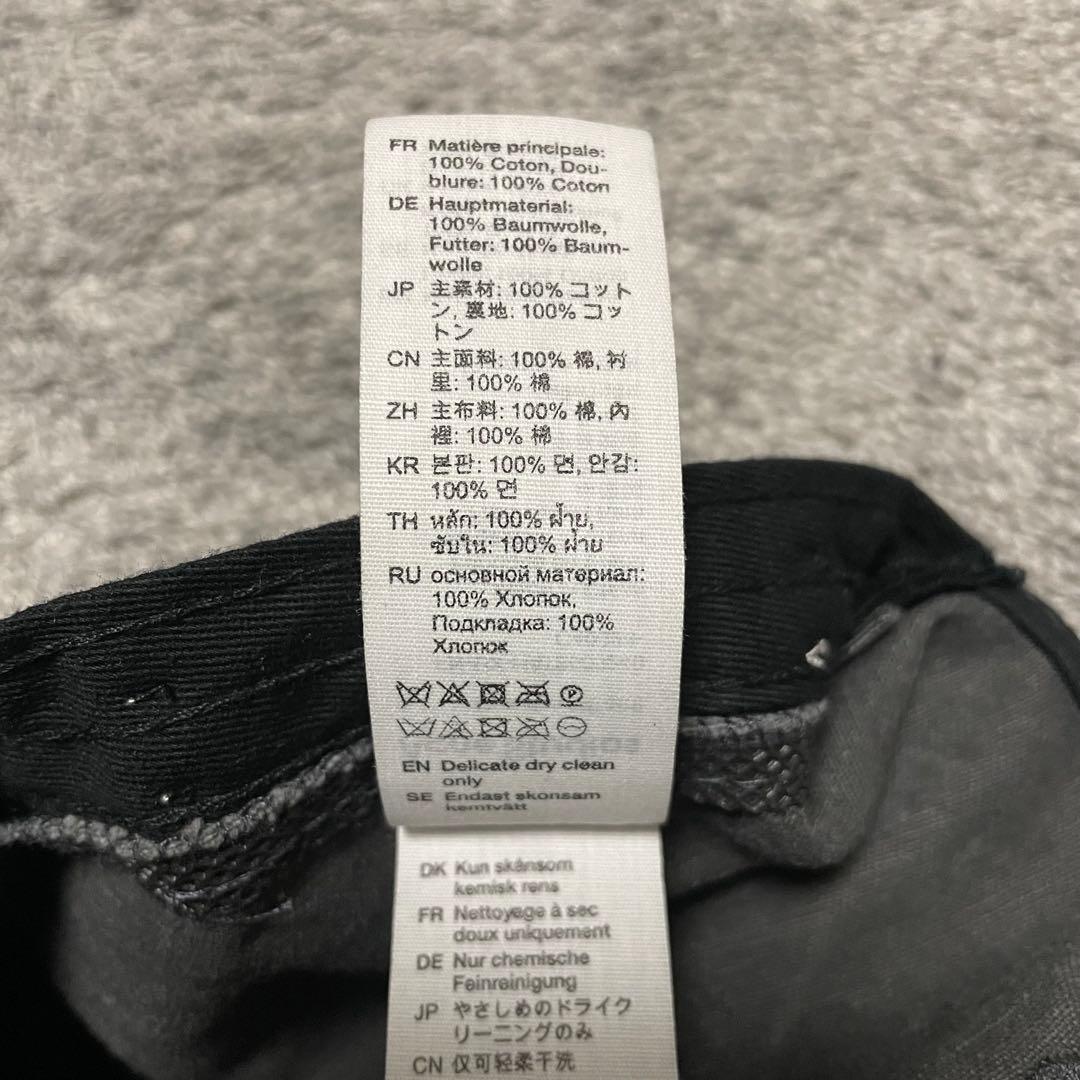 FR Matière principale:
100% Coton, Dou-
blure: 100% Coton
DE Hauptmaterial:
100% Baumwolle,
Futter: 100% Baum-
wolle
JP 主素材: 100% コット
ン, 裏地: 100% コッ
トン
CN 主面料: 100% 棉, 衬
里: 100% 棉
ZH 主布料: 100% 棉, 內
裡: 100% 棉
KR 본판: 100% 면, 안감:
100% 면
TH หลัก: 100% ฝ้าย,
ซับใน: 100% ฝ้าย
RU основной материал:
100% Хлопок,
Подкладка: 100%
Хлопок
P
EN Delicate dry clean
only
SE Endast skonsam
kemtvätt
DK Kun skånsom
kemisk rens
FR Nettoyage à sec
doux uniquement
DE Nur chemische
Feinreinigung
JP やさしめのドライク
リーニングのみ
CN 仅可轻柔干洗